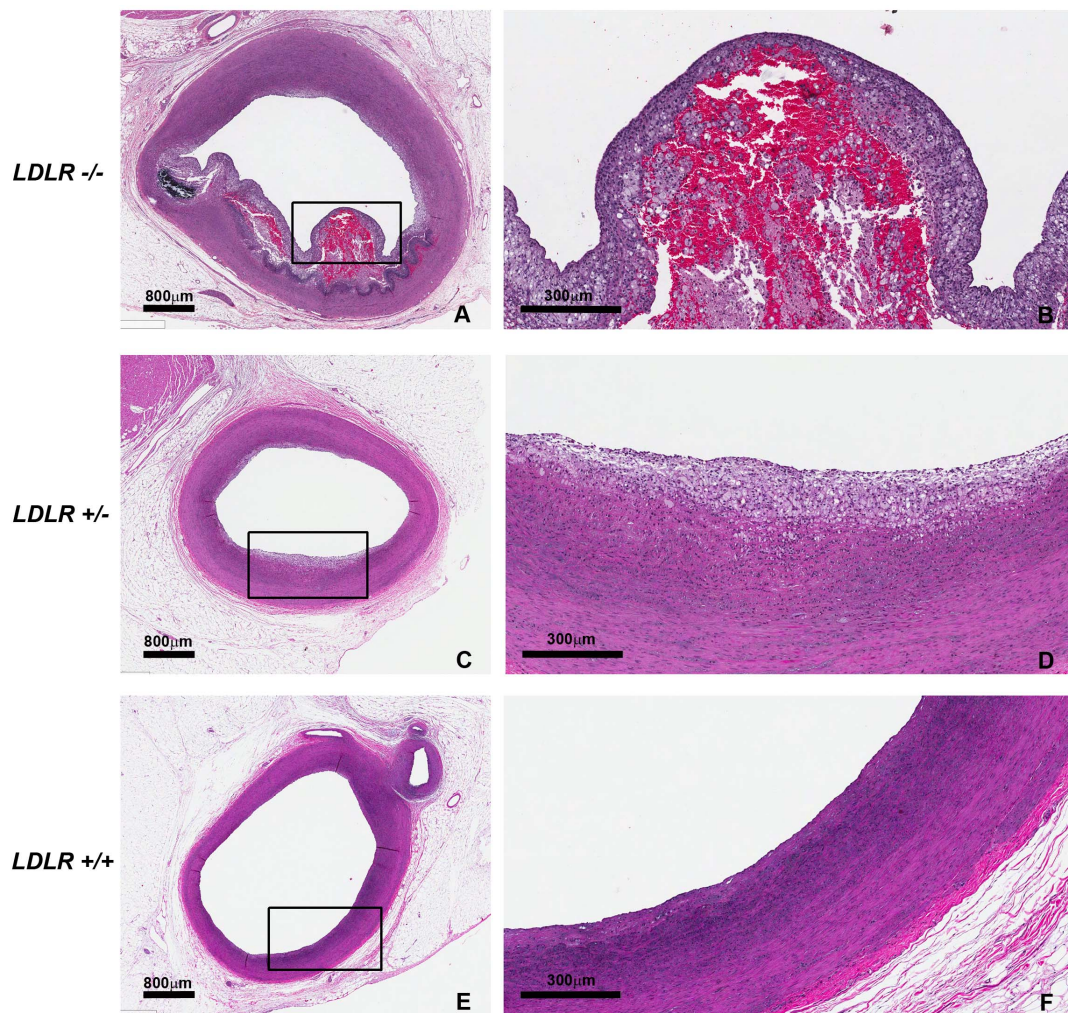 LDLR -/-
800µm
A
300µm
B
LDLR +/-
800µm
C
300µm
D
LDLR +/+
800µm
E
300µm
F